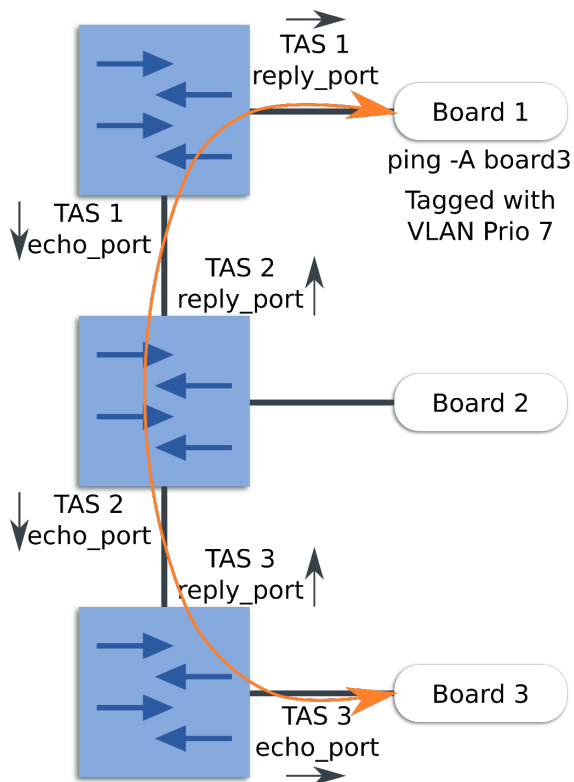 TAS 1
reply_port
Board 1
ping -A board3
Tagged with
VLAN Prio 7
TAS 1
echo_port
TAS 2
reply_port
Board 2
TAS 2
echo_port
TAS 3
reply_port
Board 3
TAS 3
echo_port